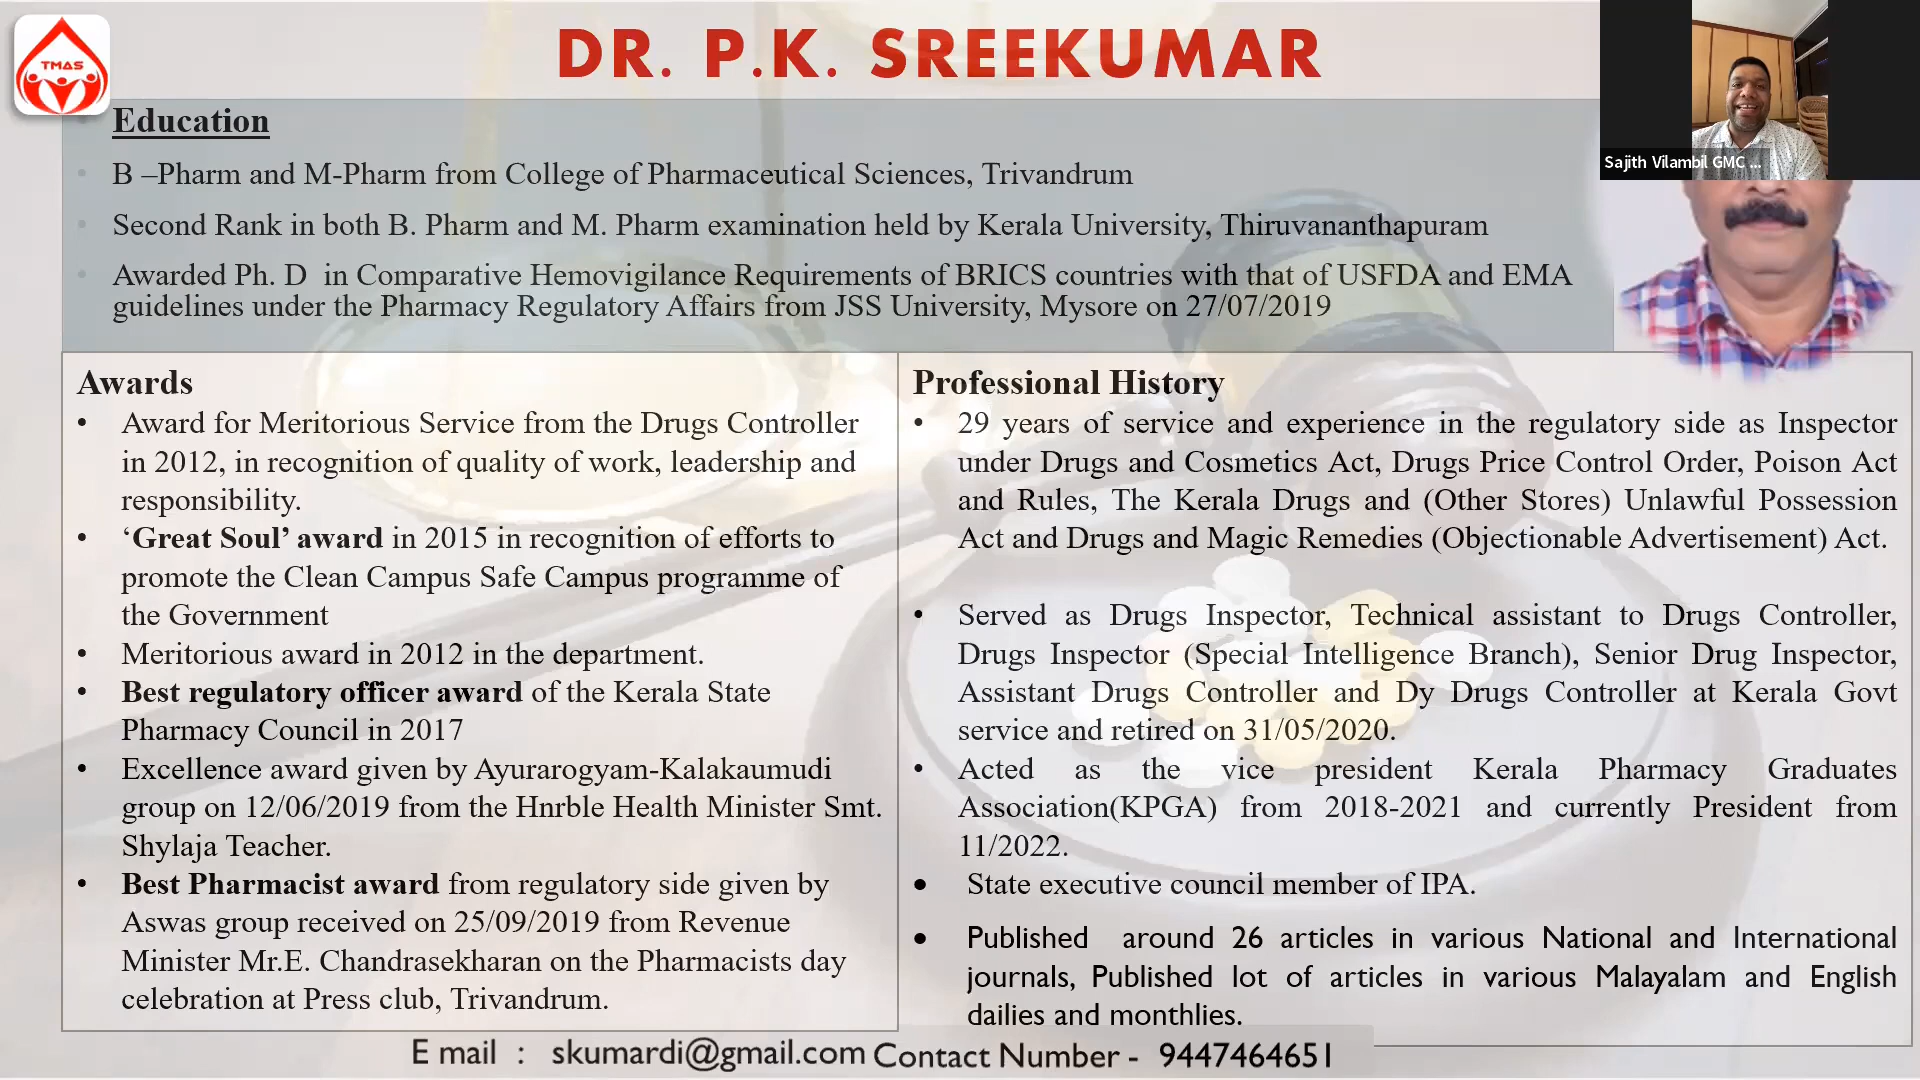 DR. P.K. SREEKUMAR
TMAS
Sajith Vilambil GMC ...
Education
B –Pharm and M-Pharm from College of Pharmaceutical Sciences, Trivandrum
Second Rank in both B. Pharm and M. Pharm examination held by Kerala University, Thiruvananthapuram
Awarded Ph. D in Comparative Hemovigilance Requirements of BRICS countries with that of USFDA and EMA
guidelines under the Pharmacy Regulatory Affairs from JSS University, Mysore on 27/07/2019
Awards
• Award for Meritorious Service from the Drugs Controller
in 2012, in recognition of quality of work, leadership and
responsibility.
• ‘Great Soul’ award in 2015 in recognition of efforts to
promote the Clean Campus Safe Campus programme of
the Government
• Meritorious award in 2012 in the department.
• Best regulatory officer award of the Kerala State
Pharmacy Council in 2017
• Excellence award given by Ayurarogyam-Kalakaumudi
group on 12/06/2019 from the Hnrble Health Minister Smt.
Shylaja Teacher.
• Best Pharmacist award from regulatory side given by
Aswas group received on 25/09/2019 from Revenue
Minister Mr.E. Chandrasekharan on the Pharmacists day
celebration at Press club, Trivandrum.
Professional History
• 29 years of service and experience in the regulatory side as Inspector
under Drugs and Cosmetics Act, Drugs Price Control Order, Poison Act
and Rules, The Kerala Drugs and (Other Stores) Unlawful Possession
Act and Drugs and Magic Remedies (Objectionable Advertisement) Act.
• Served as Drugs Inspector, Technical assistant to Drugs Controller,
Drugs Inspector (Special Intelligence Branch), Senior Drug Inspector,
Assistant Drugs Controller and Dy Drugs Controller at Kerala Govt
service and retired on 31/05/2020.
• Acted as the vice president Kerala Pharmacy Graduates
Association(KPGA) from 2018-2021 and currently President from
11/2022.
• State executive council member of IPA.
• Published around 26 articles in various National and International
journals, Published lot of articles in various Malayalam and English
dailies and monthlies.
E mail : skumardi@gmail.com Contact Number - 9447464651